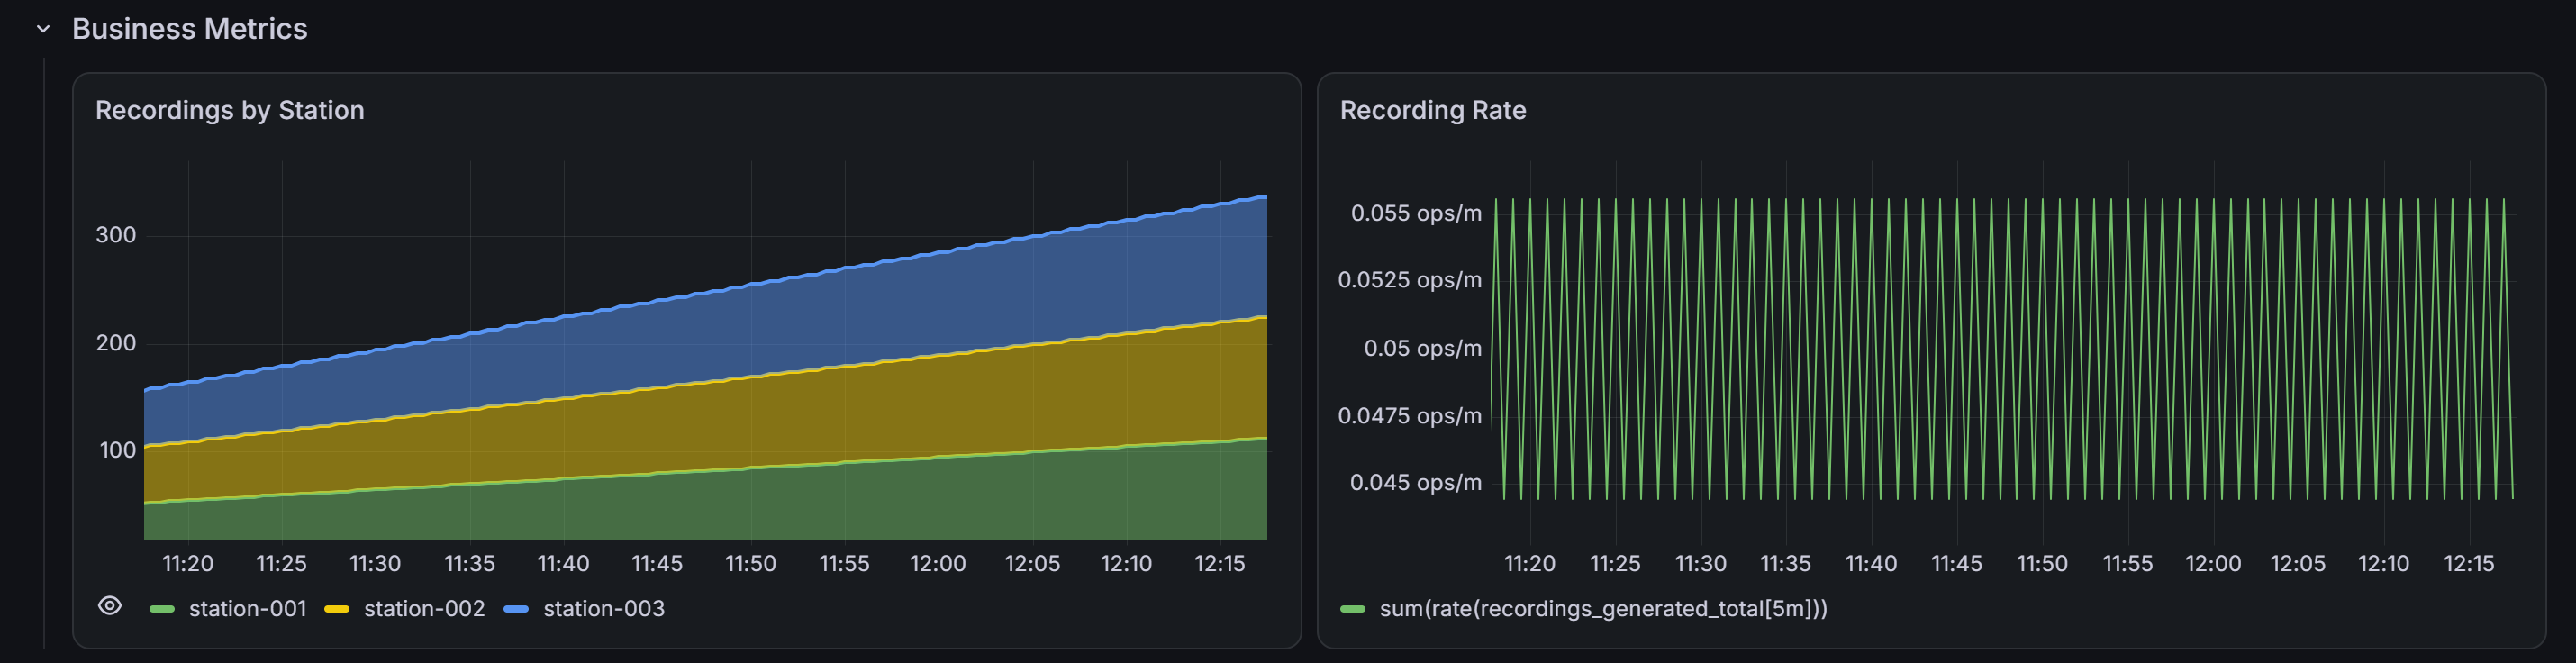 Business Metrics
Recordings by Station
300
200
100
11:20 11:25 11:30 11:35 11:40 11:45 11:50 11:55 12:00 12:05 12:10 12:15
station-001 station-002 station-003
Recording Rate
0.055 ops/m
0.0525 ops/m
0.05 ops/m
0.0475 ops/m
0.045 ops/m
11:20 11:25 11:30 11:35 11:40 11:45 11:50 11:55 12:00 12:05 12:10 12:15
sum(rate(recordings_generated_total[5m]))